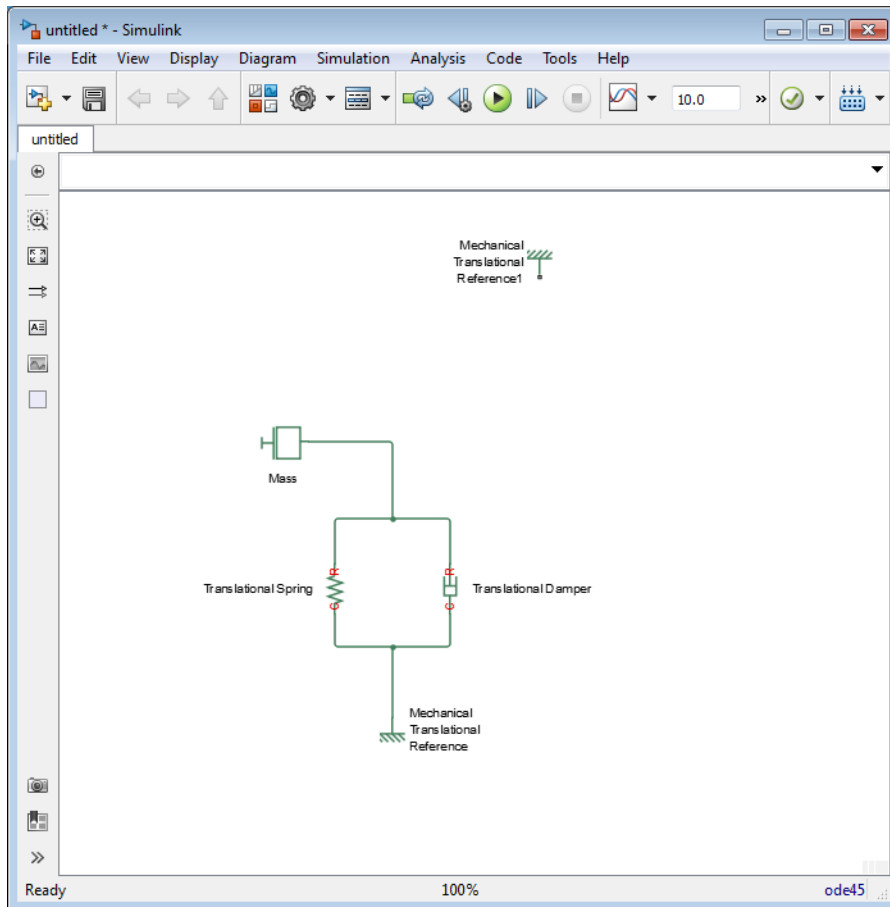 untitled * - Simulink
File Edit View Display Diagram Simulation Analysis Code Tools Help
10.0
»
untitled
Mechanical
Translational
Reference1
Mass
R
R
Translational Spring
Translational Damper
C
C
Mechanical
Translational
Reference
Ready
100%
ode45